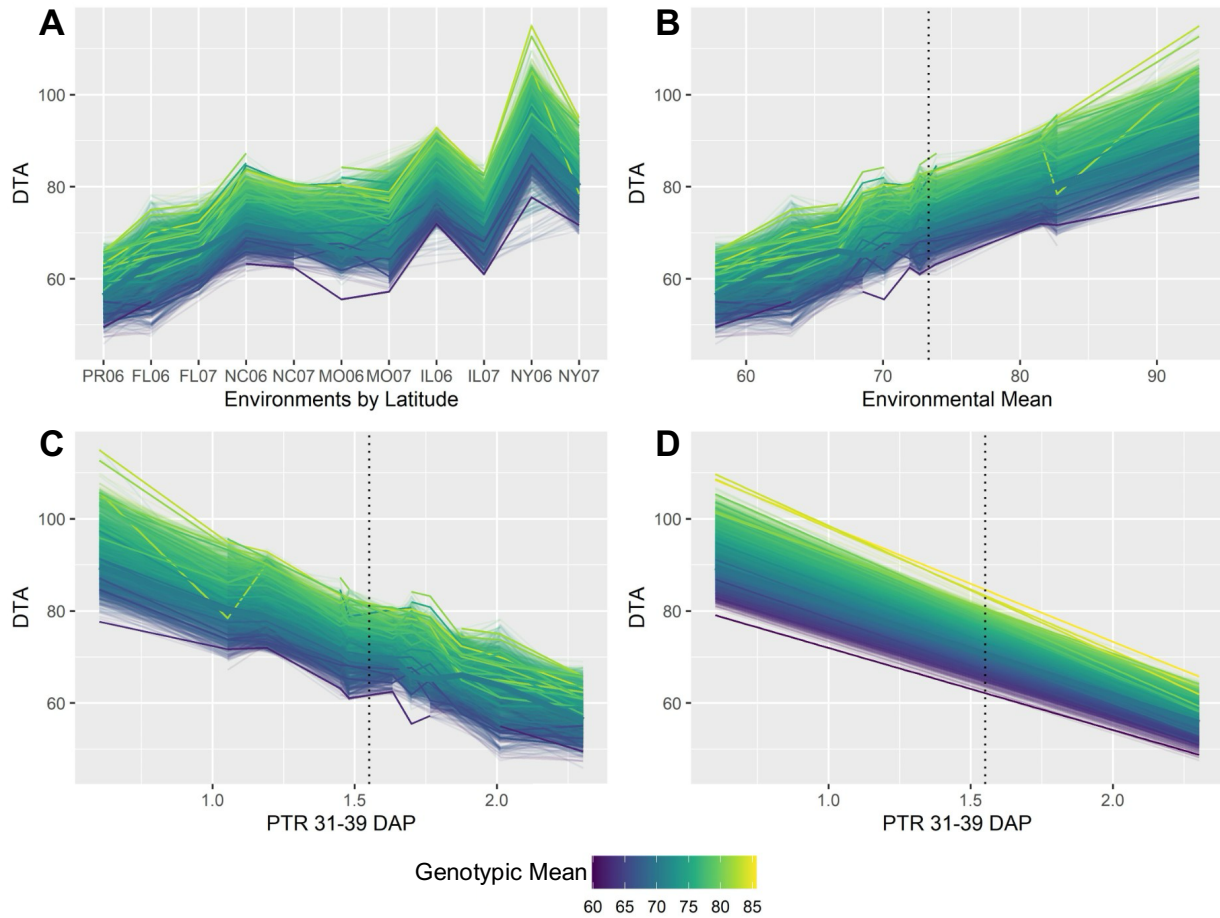 A
B
DTA
100
80
60
PR06 FL06 FL07 NC06 NC07 MO06 MO07 IL06 IL07 NY06 NY07
Environments by Latitude
DTA
100
80
60
60 70 80 90
Environmental Mean
C
D
DTA
100
80
60
1.0 1.5 2.0
PTR 31-39 DAP
DTA
100
80
60
1.0 1.5 2.0
PTR 31-39 DAP
Genotypic Mean
60 65 70 75 80 85